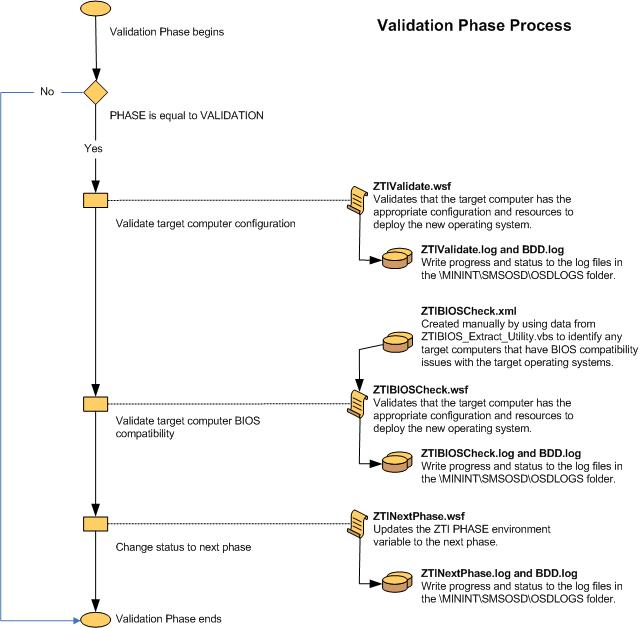 Validation Phase Process
Validation Phase begins
No
PHASE is equal to VALIDATION
Yes
ZTIValidate.wsf
Validates that the target computer has the
appropriate configuration and resources to
deploy the new operating system.
Validate target computer configuration
ZTIValidate.log and BDD.log
Write progress and status to the log files in
the \MININT\SMSOSD\OSDLOGS folder.
ZTIBIOSCheck.xml
Created manually by using data from
ZTIBIOS_Extract_Utility.vbs to identify any
target computers that have BIOS compatibility
issues with the target operating systems.
ZTIBIOSCheck.wsf
Validates that the target computer has the
appropriate configuration and resources to
deploy the new operating system.
Validate target computer BIOS
compatibility
ZTIBIOSCheck.log and BDD.log
Write progress and status to the log files in
the \MININT\SMSOSD\OSDLOGS folder.
ZTINextPhase.wsf
Updates the ZTI PHASE environment
variable to the next phase.
Change status to next phase
ZTINextPhase.log and BDD.log
Write progress and status to the log files in
the \MININT\SMSOSD\OSDLOGS folder.
Validation Phase ends